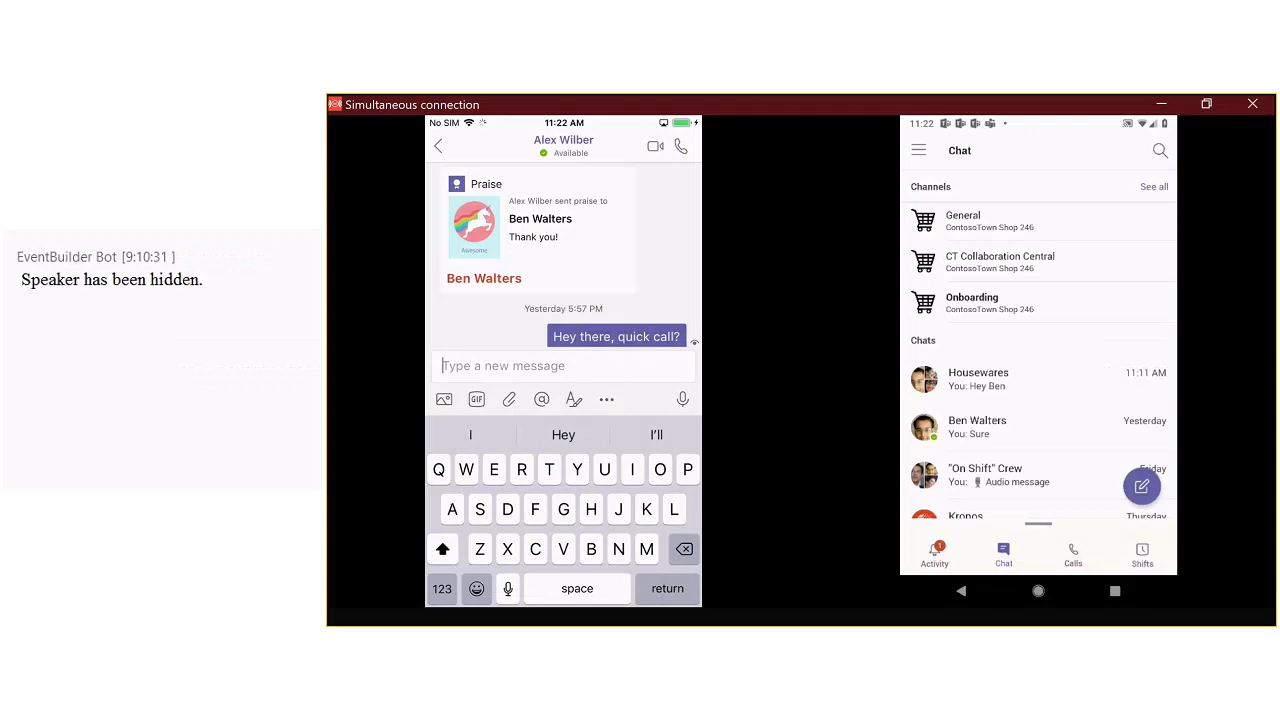 EventBuilder Bot [9:10:31 ]
Speaker has been hidden.
Simultaneous connection
No SIM 11:22 AM
Alex Wilber
Available
Praise
Alex Wilber sent praise to
Ben Walters
Thank you!
Awesome
Ben Walters
Yesterday 5:57 PM
Hey there, quick call?
Type a new message
GIF
I Hey I'll
Q W E R T Y U I O P
A S D F G H J K L
Z X C V B N M
123 space return
11:22
Chat
Channels See all
General
ContosoTown Shop 246
CT Collaboration Central
ContosoTown Shop 246
Onboarding
ContosoTown Shop 246
Chats
Housewares 11:11 AM
You: Hey Ben
Ben Walters Yesterday
You: Sure
"On Shift" Crew Friday
You: Audio message
Kronos Thursday
1
Activity Chat Calls Shifts